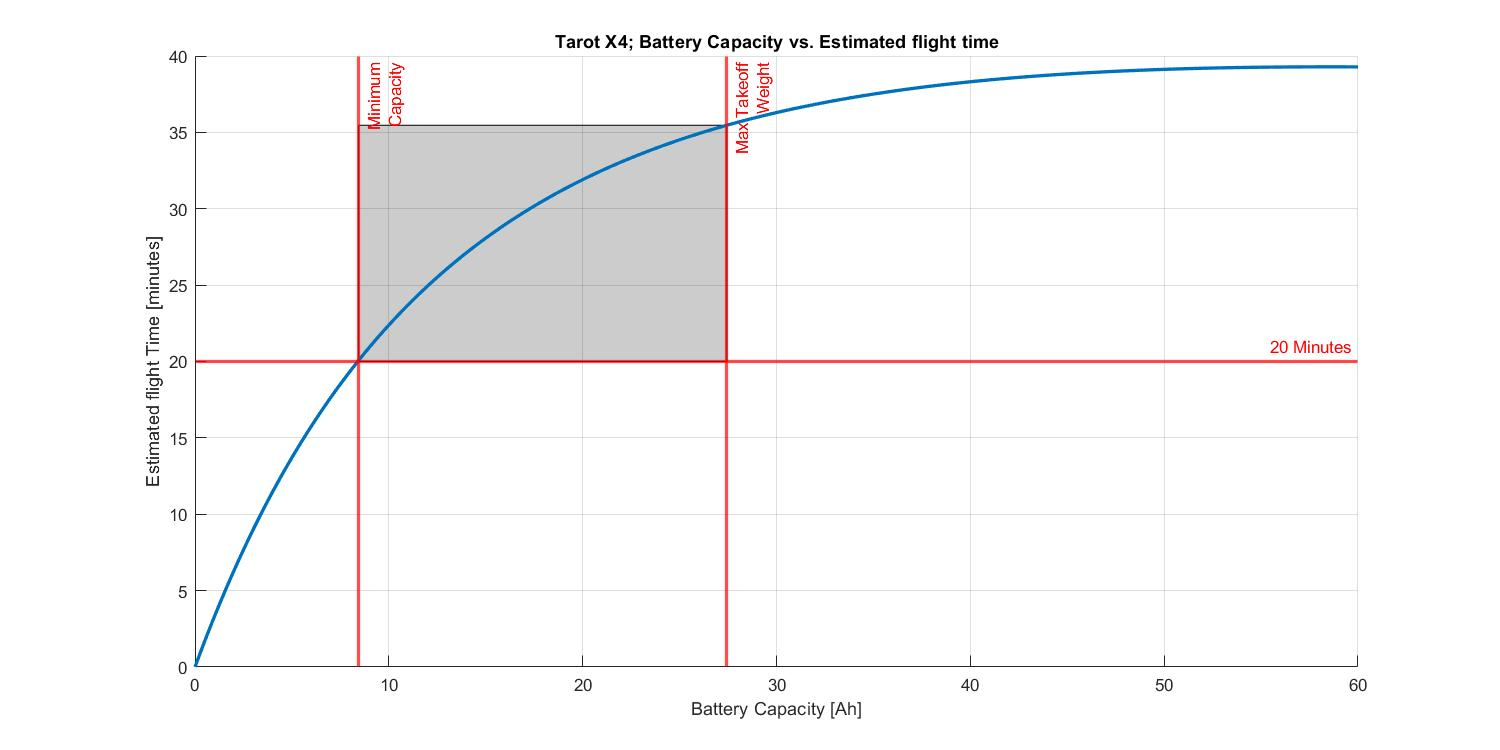 Tarot X4; Battery Capacity vs. Estimated flight time
Estimated flight Time [minutes]
40
35
30
25
20
15
10
5
0
Minimum
Capacity
Max Takeoff
Weight
20 Minutes
0
10
20
30
40
50
60
Battery Capacity [Ah]